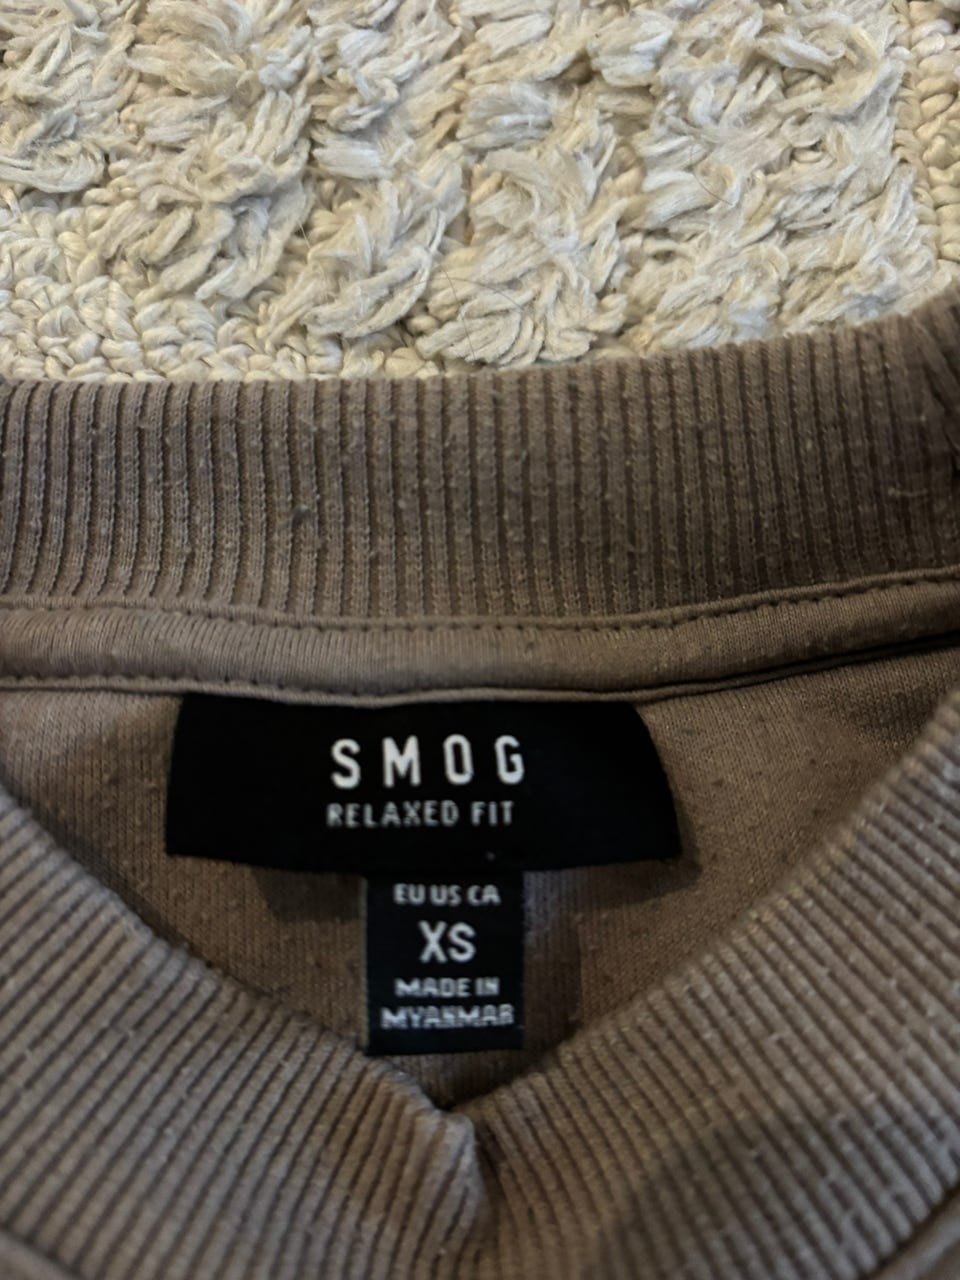 SMOG
RELAXED FIT
EU US CA
XS
MADE IN
MYANMAR